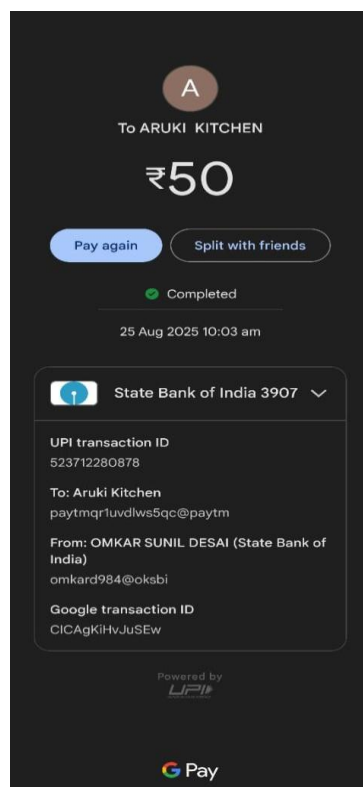 A
To ARUKI KITCHEN
₹50
Pay again
Split with friends
Completed
25 Aug 2025 10:03 am
State Bank of India 3907
UPI transaction ID
523712280878
To: Aruki Kitchen
paytmqr1uvdlws5qc@paytm
From: OMKAR SUNIL DESAI (State Bank of
India)
omkard984@oksbi
Google transaction ID
CICAgKiHvJuSEw
Powered by
UPI
G Pay